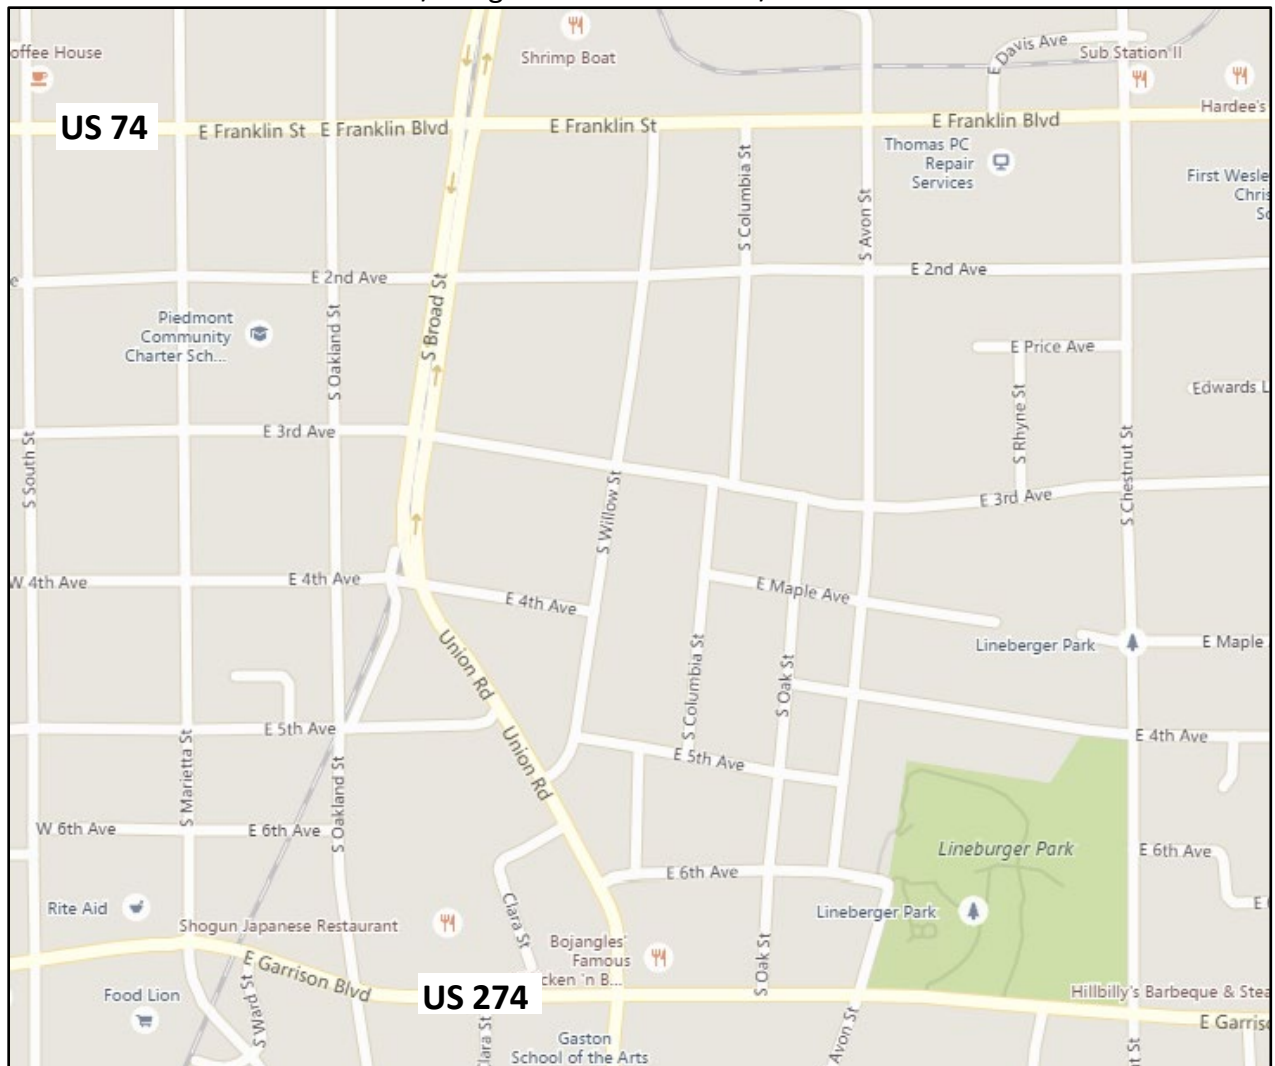 offee House
Shrimp Boat
E Davis Ave
Sub Station II
Hardee's
US 74
E Franklin St
E Franklin Blvd
E Franklin St
E Franklin Blvd
Thomas PC
Repair
Services
First Wesle
Chris
S Columbia St
S Avon St
E 2nd Ave
E 2nd Ave
S Broad St
Piedmont
Community
Charter Sch...
S Oakland St
E Price Ave
S Rhyne St
Edwards L
E 3rd Ave
S South St
S Chestnut St
S Willow St
E 3rd Ave
W 4th Ave
E 4th Ave
E 4th Ave
E Maple Ave
Union Rd
S Columbia St
S Oak St
Lineberger Park
E Maple
E 5th Ave
Union Rd
E 5th Ave
E 4th Ave
S Marietta St
S Oakland St
W 6th Ave
E 6th Ave
Lineburger Park
E 6th Ave
E 6th Ave
Rite Aid
Shogun Japanese Restaurant
Clara St
Lineberger Park
E
Bojangles'
Famous
cken 'n B...
S Oak St
E Garrison Blvd
S Ward St
US 274
Food Lion
Hillbilly's Barbeque & Stea
E Garriso
Clara St
Gaston
School of the Arts
Avon St
t St